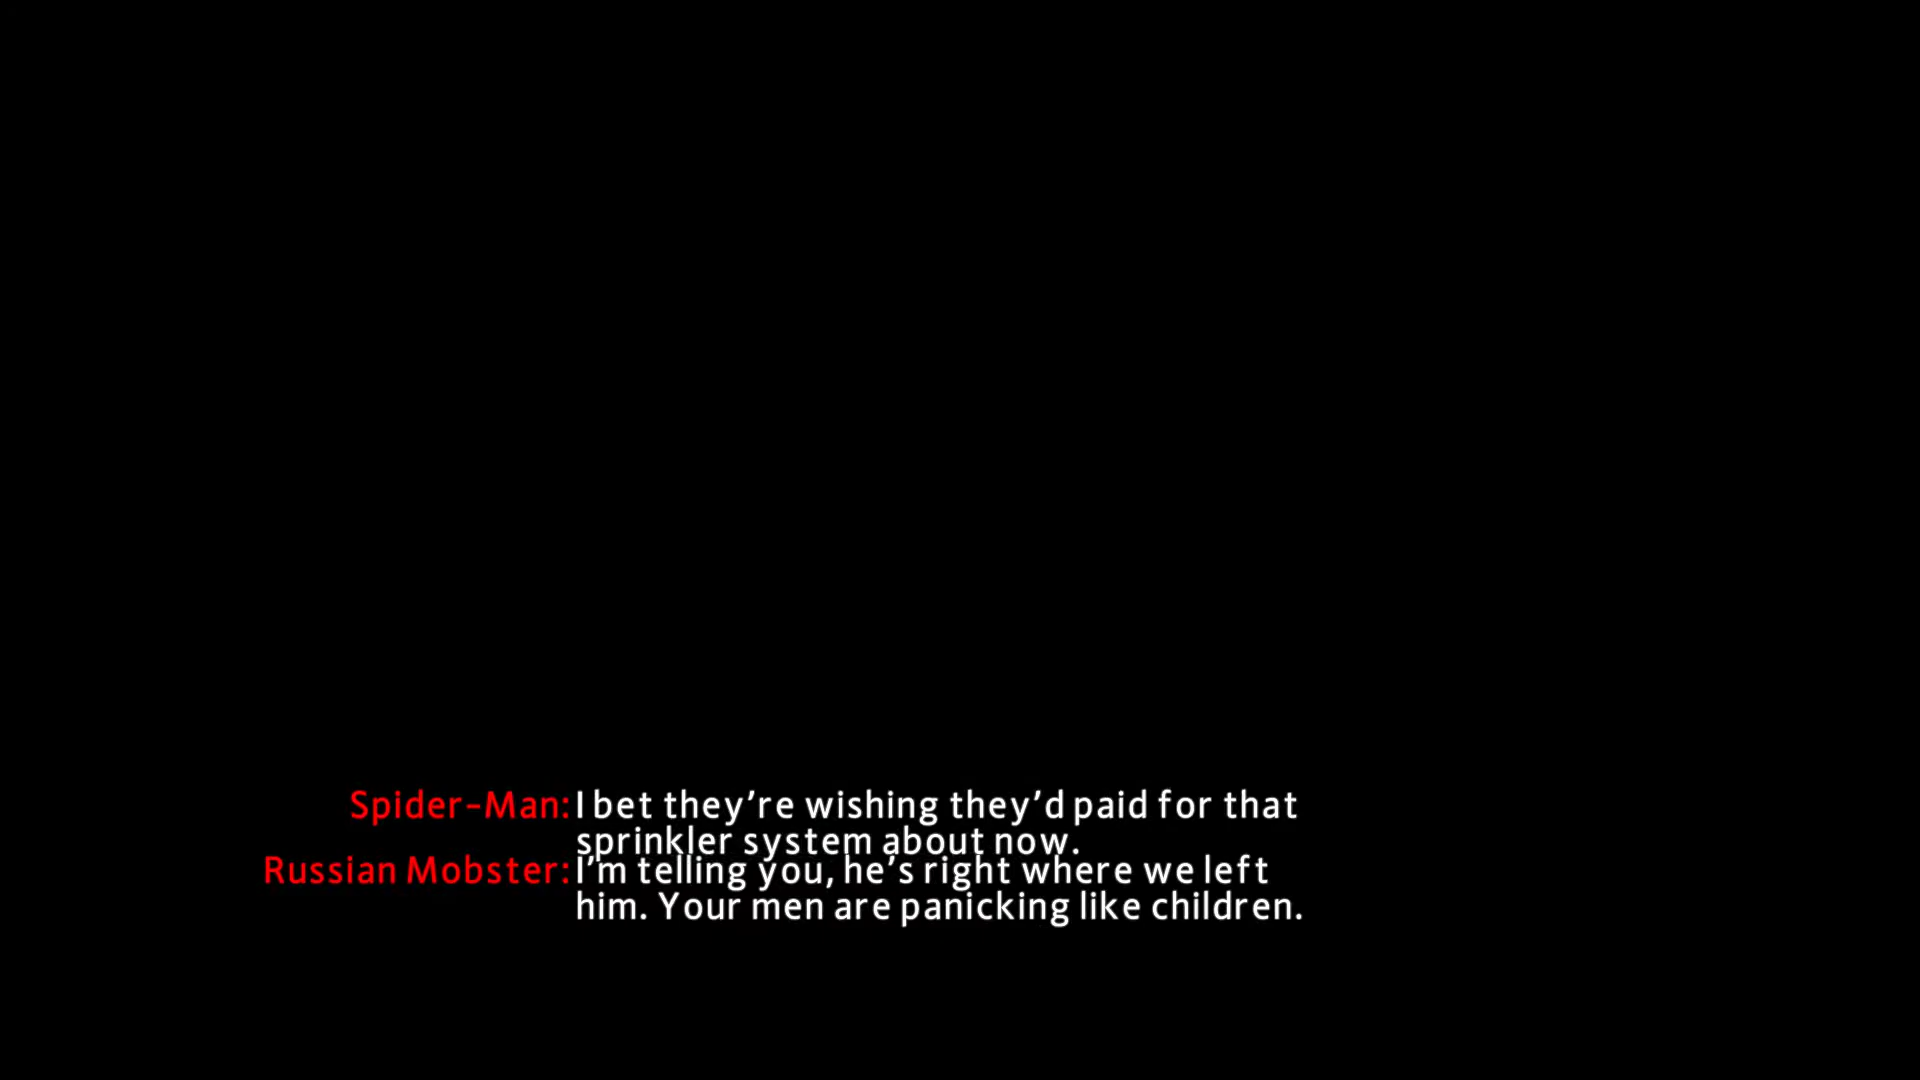 Spider-Man: I bet they're wishing they'd paid for that
sprinkler system about now.
Russian Mobster: I'm telling you, he's right where we left
him. Your men are panicking like children.